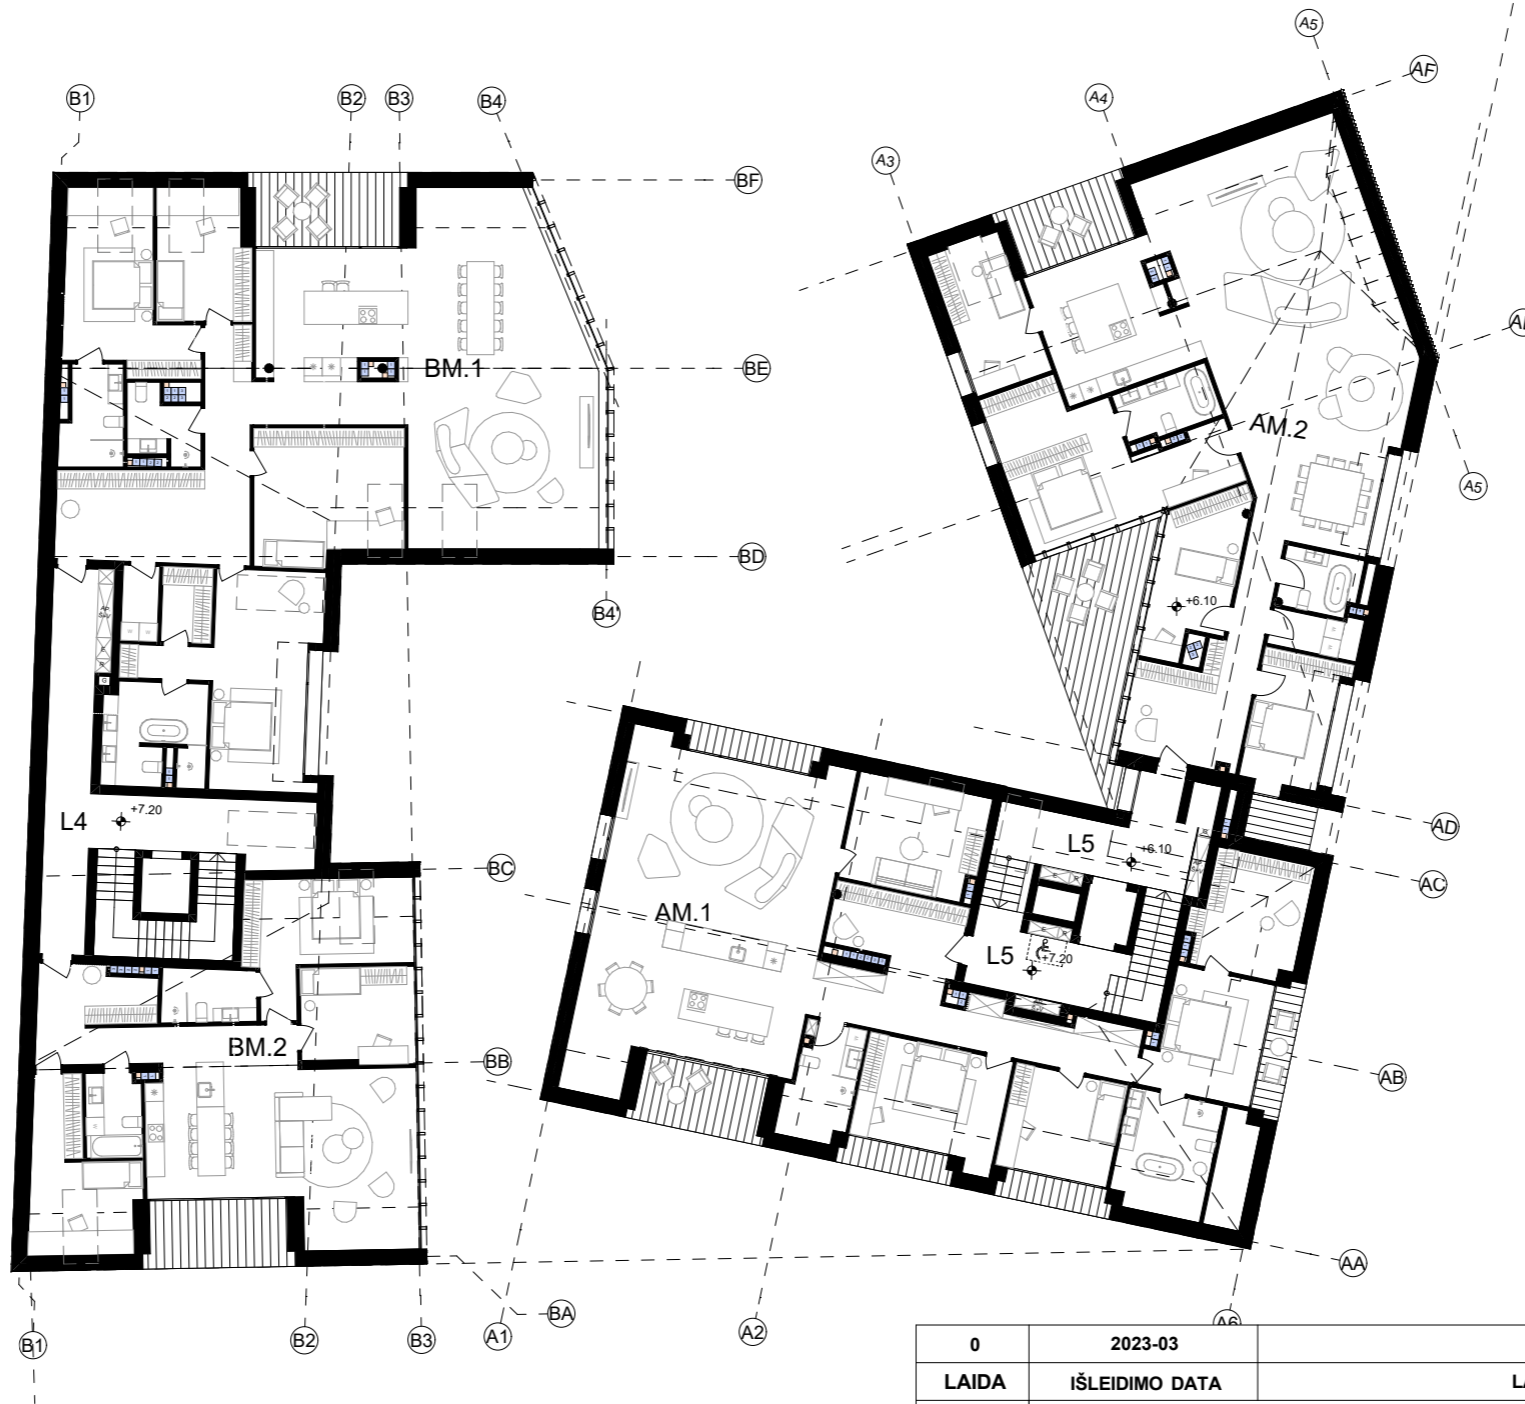 A5
AF
B1
B2
B3
B4
A4
A3
BF
BE
BM.1
AM.2
A5
BD
B4'
+6.10
E
R
G
L4
+7.20
AD
BC
L5
+6.10
AC
E
R
AM.1
L5
E
R
+7.20
BM.2
BB
AB
AA
BA
A1
A2
A6
B1
B2
B3
0
2023-03
LAIDA
IŠLEIDIMO DATA